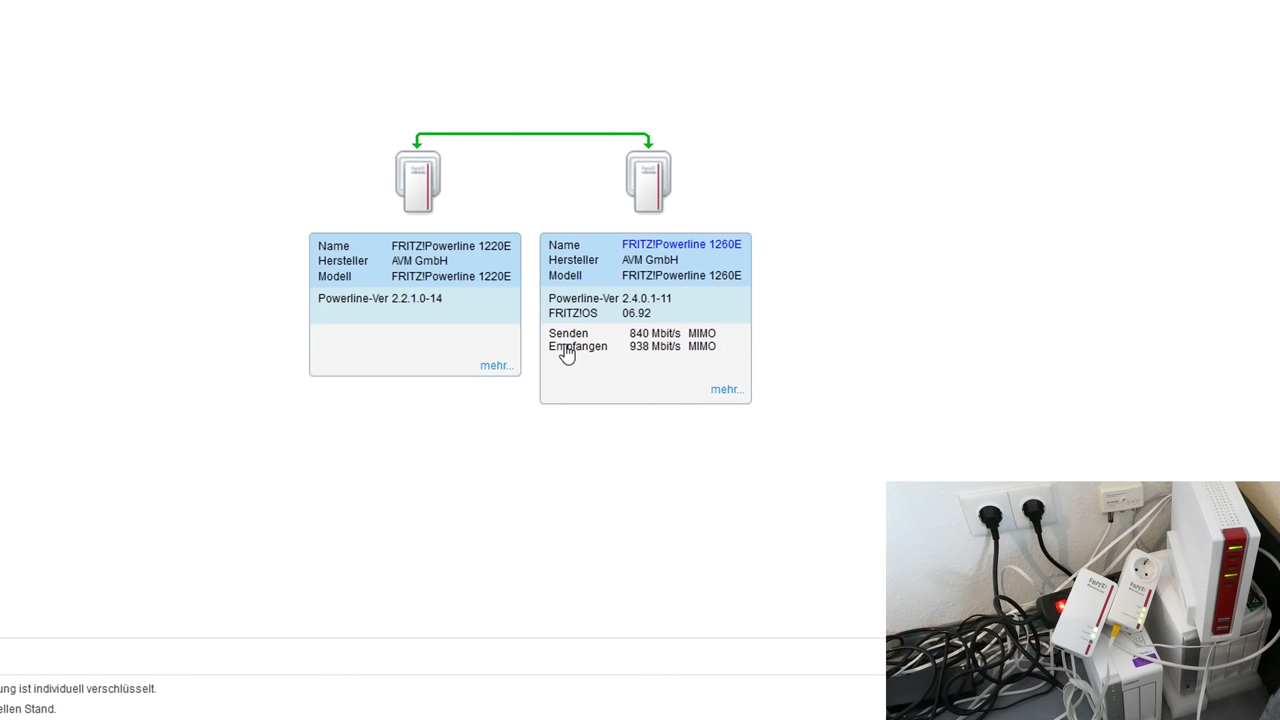 Name FRITZ!Powerline 1220E
Hersteller AVM GmbH
Modell FRITZ!Powerline 1220E
Powerline-Ver 2.2.1.0-14
mehr...
Name FRITZ!Powerline 1260E
Hersteller AVM GmbH
Modell FRITZ!Powerline 1260E
Powerline-Ver 2.4.0.1-11
FRITZ!OS 06.92
Senden 840 Mbit/s MIMO
Empfangen 938 Mbit/s MIMO
mehr...
ung ist individuell verschlüsselt.
ellen Stand.
FRITZ!
FRITZ!